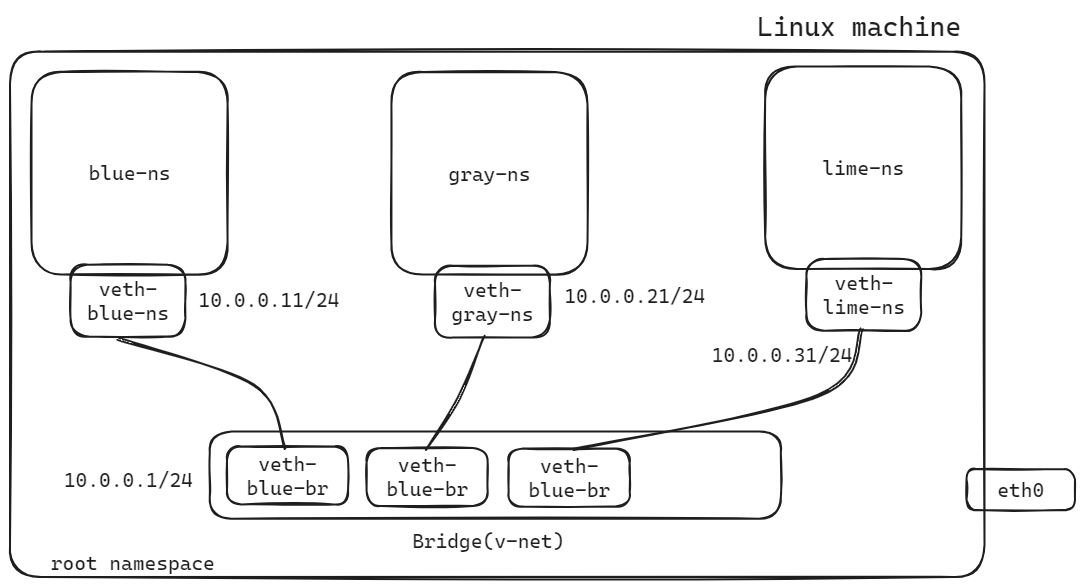 Linux machine
blue-ns
gray-ns
lime-ns
veth-
blue-ns
10.0.0.11/24
veth-
gray-ns
10.0.0.21/24
veth-
lime-ns
10.0.0.31/24
10.0.0.1/24
veth-
blue-br
veth-
blue-br
veth-
blue-br
eth0
Bridge(v-net)
root namespace